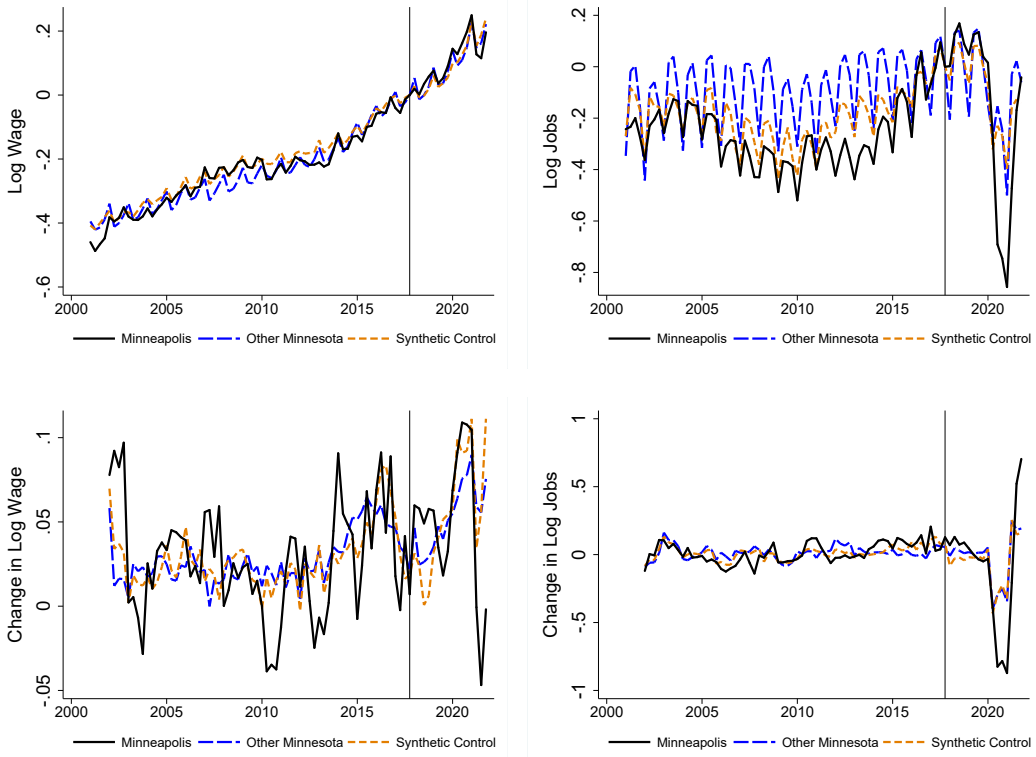 Log Wage
.2
0
-.2
-.4
-.6
2000 2005 2010 2015 2020
Minneapolis Other Minnesota Synthetic Control
Log Jobs
.2
0
-.2
-.4
-.6
-.8
2000 2005 2010 2015 2020
Minneapolis Other Minnesota Synthetic Control
Change in Log Wage
.1
.05
0
-.05
2000 2005 2010 2015 2020
Minneapolis Other Minnesota Synthetic Control
Change in Log Jobs
1
.5
0
-.5
-1
2000 2005 2010 2015 2020
Minneapolis Other Minnesota Synthetic Control